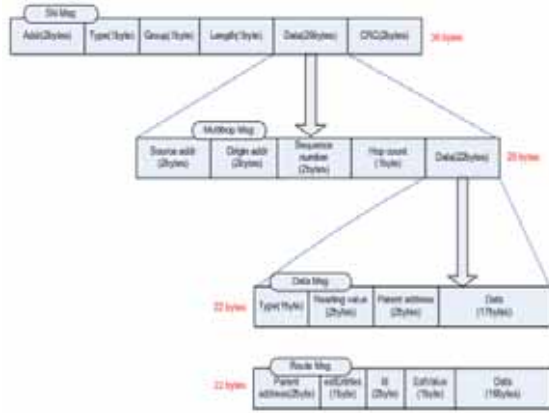 Msg
Addr(2bytes) Type(1byte) Group(1byte) Length(1byte) Data(29bytes) CRC(2bytes)
36 bytes
Multihop Msg
Source addr (2bytes) Origin addr (2bytes) Sequence number (2bytes) Hop count (1byte) Data(22bytes)
29 bytes
Data Msg
22 bytes
Type(1byte) Reading value (2bytes) Parent address (2bytes) Data (17bytes)
Route Msg
22 bytes
Parent address(2byte) estEntries (1byte) Id (2byte) EstValue (1byte) Data (16Bytes)